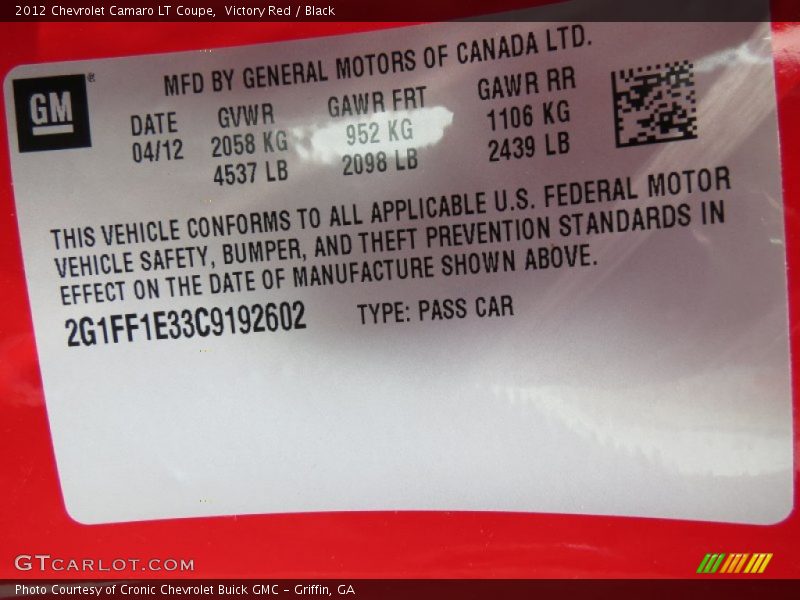 2012 Chevrolet Camaro LT Coupe,  Victory Red / Black
MFD BY GENERAL MOTORS OF CANADA LTD.
GM ®
DATE GVWR GAWR FRT GAWR RR
04/12 2058 KG 952 KG 1106 KG
4537 LB 2098 LB 2439 LB
THIS VEHICLE CONFORMS TO ALL APPLICABLE U.S. FEDERAL MOTOR
VEHICLE SAFETY, BUMPER, AND THEFT PREVENTION STANDARDS IN
EFFECT ON THE DATE OF MANUFACTURE SHOWN ABOVE.
2G1FF1E33C9192602 TYPE: PASS CAR
GTCARLOT.COM
Photo Courtesy of Cronic Chevrolet Buick GMC – Griffin, GA